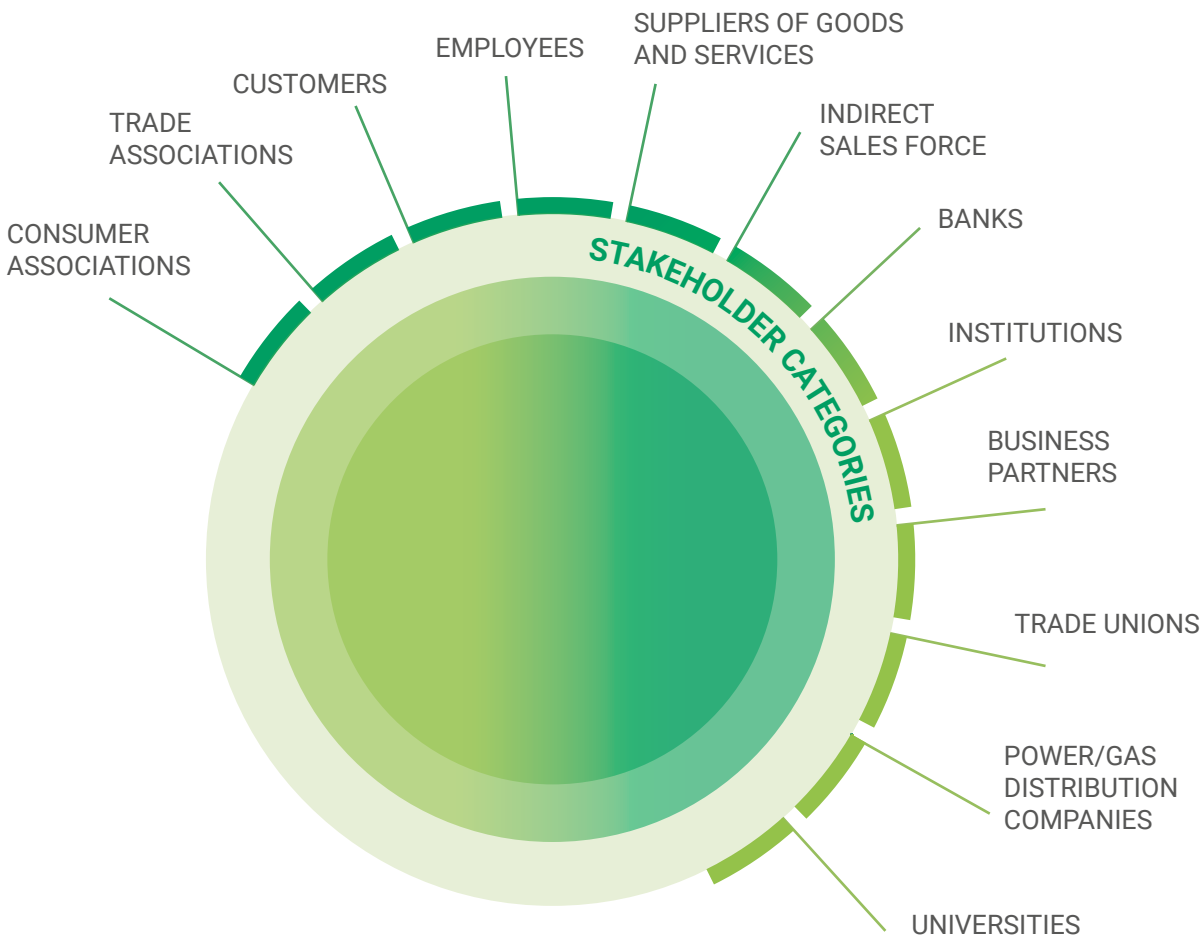 SUPPLIERS OF GOODS
AND SERVICES
EMPLOYEES
CUSTOMERS
TRADE
ASSOCIATIONS
CONSUMER
ASSOCIATIONS
INDIRECT
SALES FORCE
BANKS
INSTITUTIONS
BUSINESS
PARTNERS
TRADE UNIONS
POWER/GAS
DISTRIBUTION
COMPANIES
UNIVERSITIES
STAKEHOLDER CATEGORIES